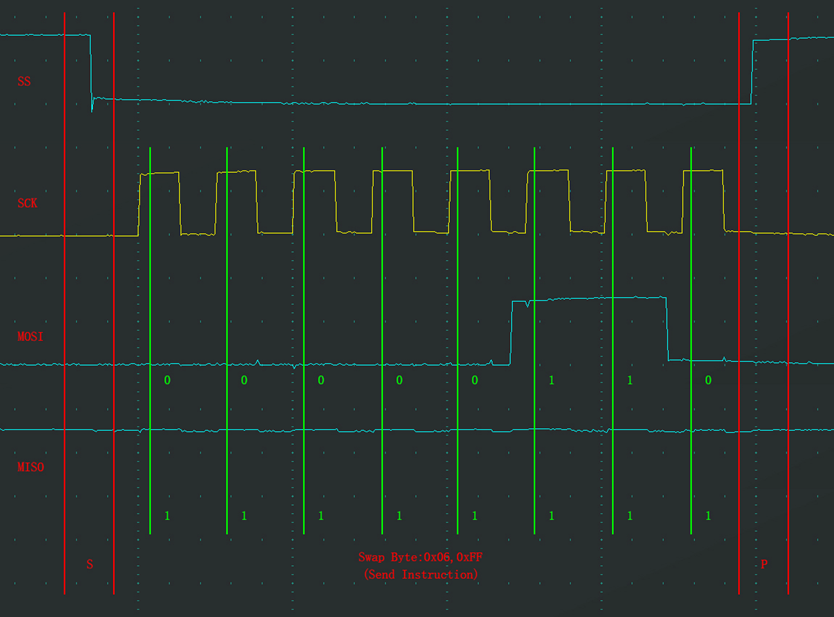 SS
SCK
MOSI
0 0 0 0 0 1 1 0
MISO
1 1 1 1 1 1 1 1
Swap Byte:0x06,0xFF
S P
(Send Instruction)